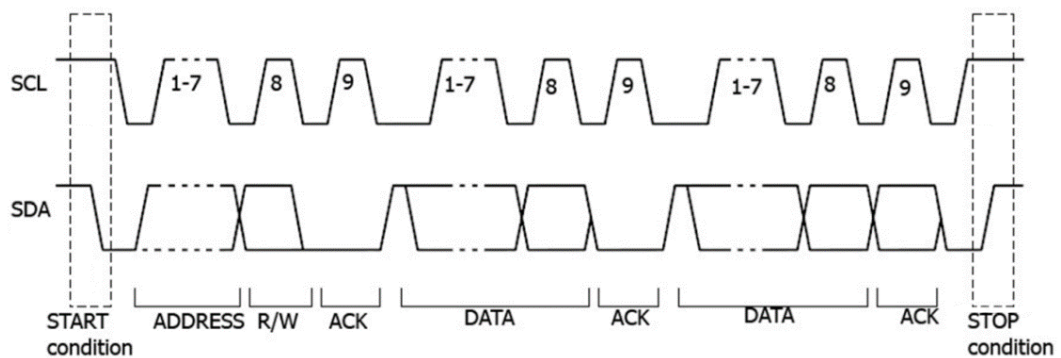 SCL
1-7 8 9 1-7 8 9 1-7 8 9
SDA
START condition
ADDRESS R/W ACK DATA ACK DATA ACK
STOP condition